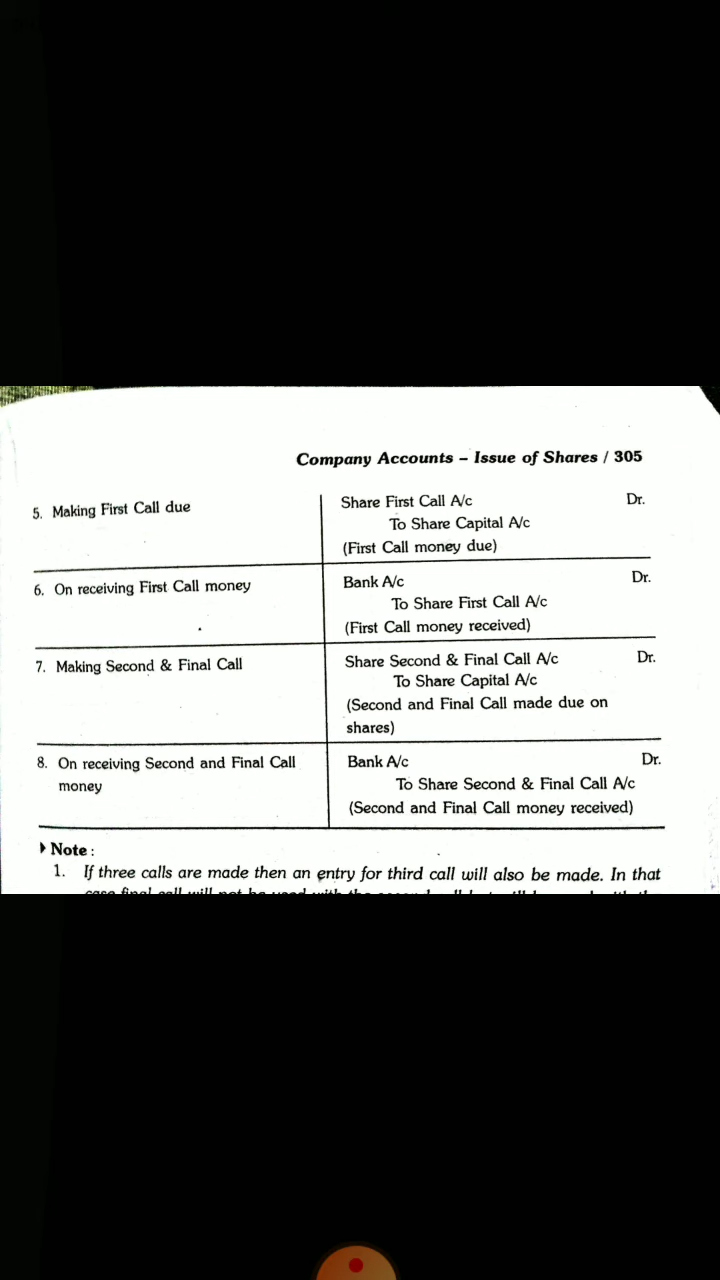 Company Accounts – Issue of Shares / 305
5. Making First Call due
Share First Call A/c Dr.
To Share Capital A/c
(First Call money due)
6. On receiving First Call money
Bank A/c Dr.
To Share First Call A/c
(First Call money received)
7. Making Second & Final Call
Share Second & Final Call A/c Dr.
To Share Capital A/c
(Second and Final Call made due on
shares)
8. On receiving Second and Final Call
money
Bank A/c Dr.
To Share Second & Final Call A/c
(Second and Final Call money received)
Note :
1. If three calls are made then an entry for third call will also be made. In that